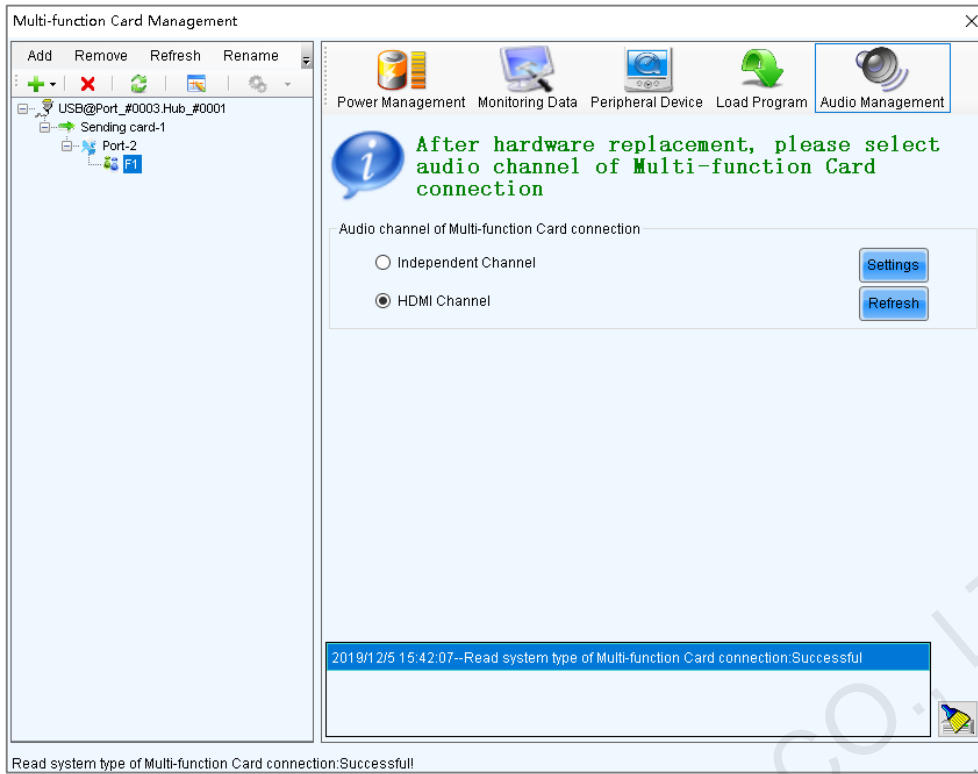 Multi-function Card Management
Add Remove Refresh Rename
USB@Port_#0003.Hub_#0001
Sending card-1
Port-2
F1
Power Management Monitoring Data Peripheral Device Load Program Audio Management
After hardware replacement, please select
audio channel of Multi-function Card
connection
Audio channel of Multi-function Card connection
Independent Channel
Settings
HDMI Channel
Refresh
2019/12/5 15:42:07--Read system type of Multi-function Card connection:Successful
CO., L
Read system type of Multi-function Card connection:Successful!